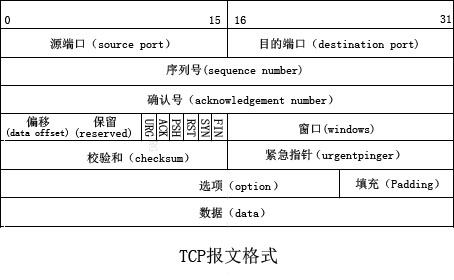 0 15 16 31
源端口（source port） 目的端口（destination port）
序列号(sequence number)
确认号（acknowledgement number）
偏移 保留 URG ACK PSH RST SYN FIN 窗口(windows)
(data offset) (reserved)
校验和（checksum） 紧急指针（urgentpinger）
选项（option） 填充（Padding）
数据（data）
TCP报文格式